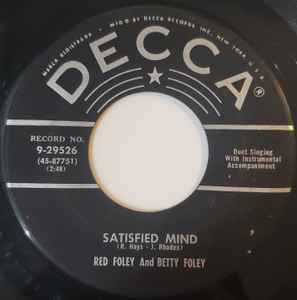 MARCA REGISTRADA • MFD BY DECCA RECORDS INC., NEW YORK U.S.A.
DECCA®
RECORD NO.
9-29526
(45-87751)
(2:48)
Duet Singing
With Instrumental
Accompaniment
SATISFIED MIND
(R. Hays - J. Rhodes)
RED FOLEY And BETTY FOLEY